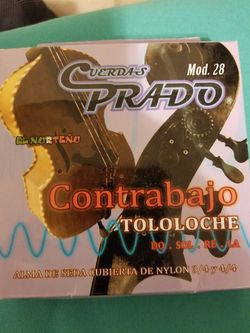 CUERDAS
PRADO
Mod. 28
EL NORTEÑO
Contrabajo
TOLOLOCHE
DO . SOL . RE . LA
ALMA DE SEDA CUBIERTA DE NYLON 3/4 y 4/4